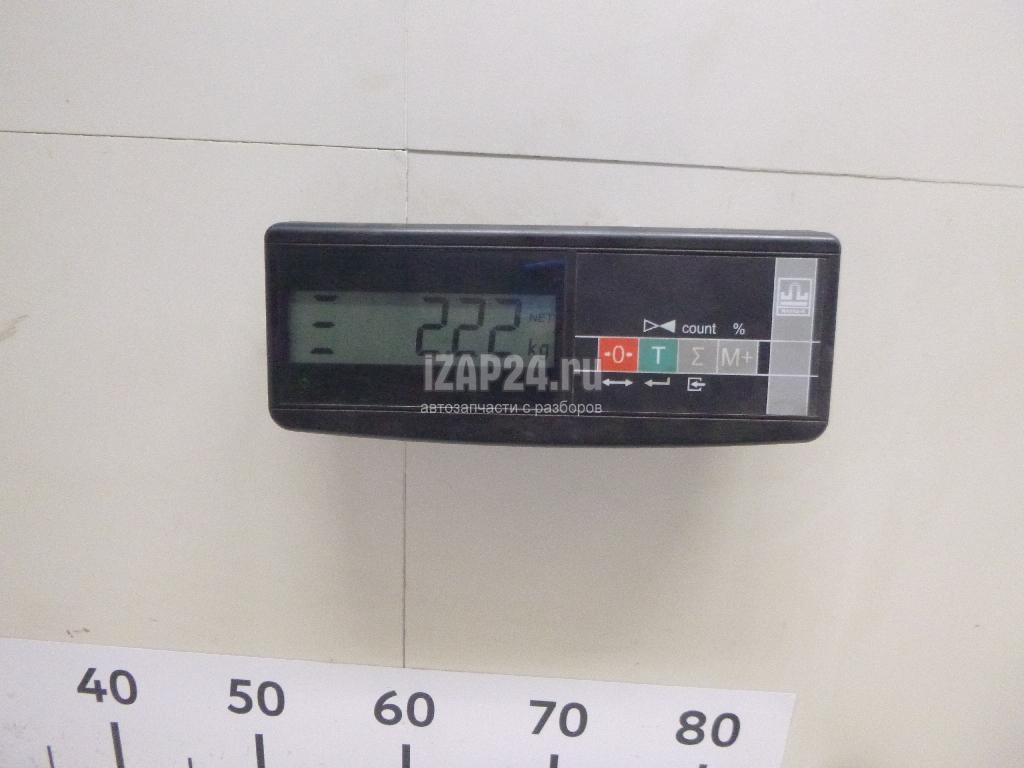 222
NET
kg
count %
→0← T Σ M+
iZAP24.ru
автозапчасти с разборов
40 50 60 70 80